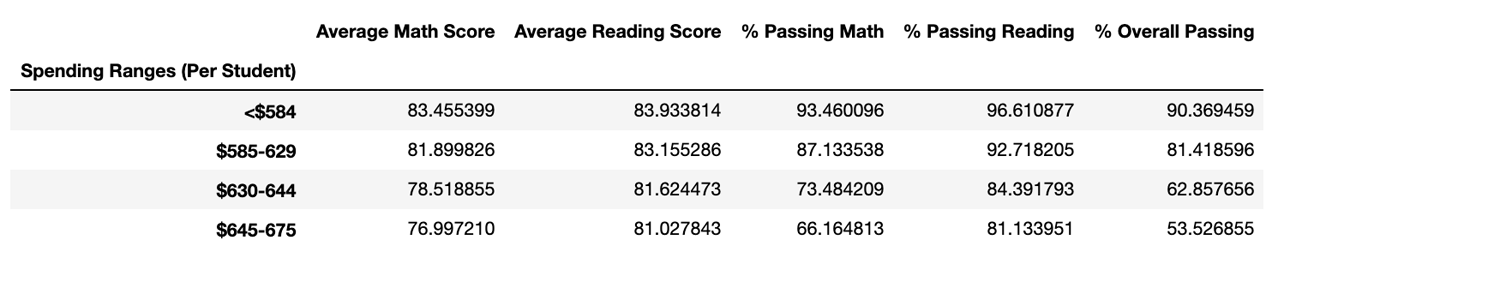 Average Math Score Average Reading Score % Passing Math % Passing Reading % Overall Passing
Spending Ranges (Per Student)
<$584 83.455399 83.933814 93.460096 96.610877 90.369459
$585-629 81.899826 83.155286 87.133538 92.718205 81.418596
$630-644 78.518855 81.624473 73.484209 84.391793 62.857656
$645-675 76.997210 81.027843 66.164813 81.133951 53.526855